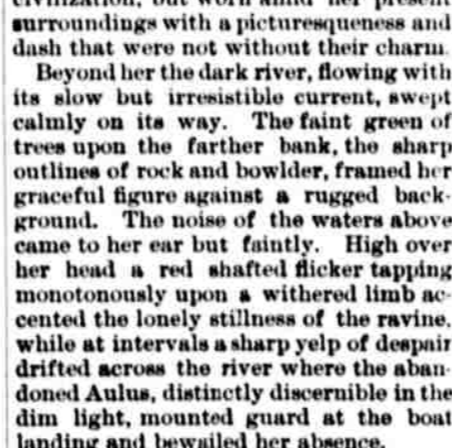 civilization, but worn amid her present
surroundings with a picturesqueness and
dash that were not without their charm.
Beyond her the dark river, flowing with
its slow but irresistible current, swept
calmly on its way. The faint green of
trees upon the farther bank, the sharp
outlines of rock and bowlder, framed her
graceful figure against a rugged back-
ground. The noise of the waters above
came to her ear but faintly. High over
her head a red shafted flicker tapping
monotonously upon a withered limb ac-
cented the lonely stillness of the ravine,
while at intervals a sharp yelp of despair
drifted across the river where the aban-
doned Aulus, distinctly discernible in the
dim light, mounted guard at the boat
landing and bewailed her absence.